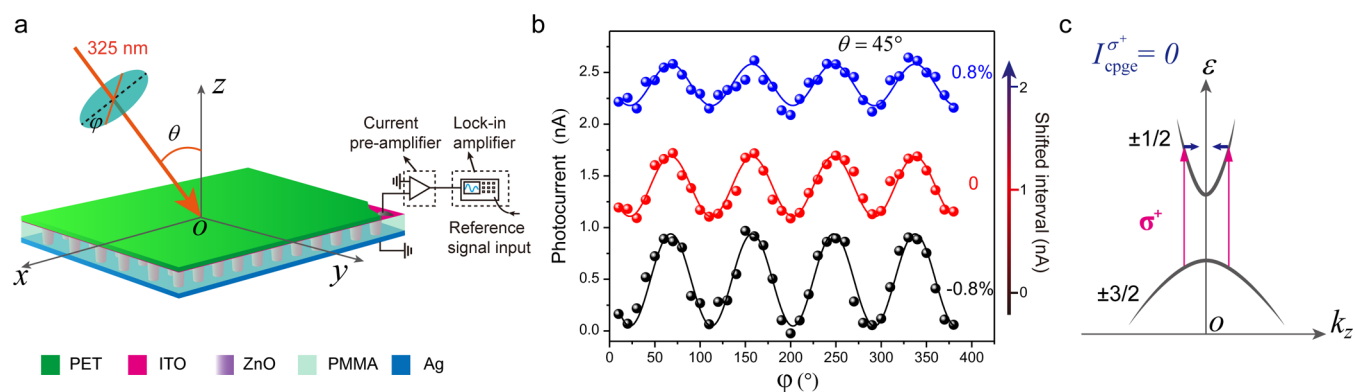 a
325 nm
φ
θ
z
Current
pre-amplifier
Lock-in
amplifier
Reference
signal input
o
x
y
PET
ITO
ZnO
PMMA
Ag
b
θ = 45°
0.8%
0
-0.8%
Photocurrent (nA)
2.5
2.0
1.5
1.0
0.5
0.0
0 50 100 150 200 250 300 350 400
φ (°)
2
1
0
Shifted interval (nA)
c
I^{σ+}_{cpge} = 0
ε
±1/2
σ⁺
±3/2
o
k_z